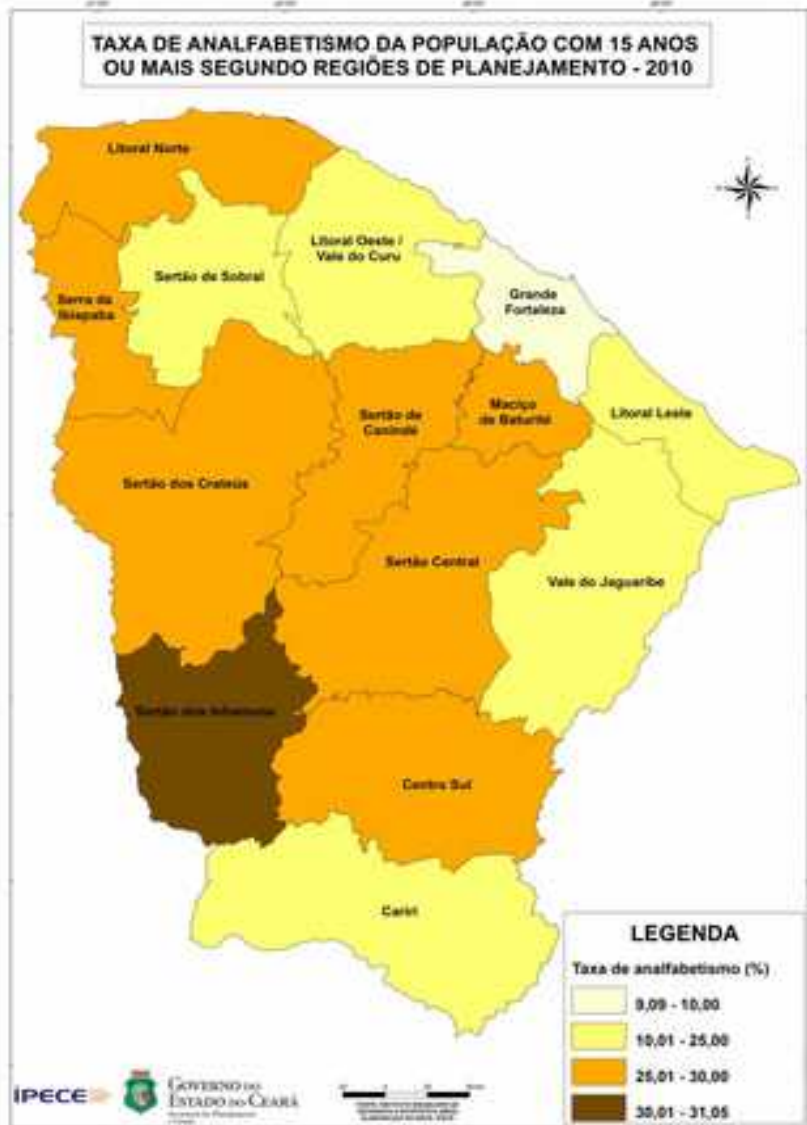 TAXA DE ANALFABETISMO DA POPULAÇÃO COM 15 ANOS
OU MAIS SEGUNDO REGIÕES DE PLANEJAMENTO - 2010
Litoral Norte
Litoral Oeste /
Vale do Curu
Sertão de Sobral
Grande
Fortaleza
Serra da
Ibiapaba
Maciço
de Baturité
Sertão de
Canindé
Litoral Leste
Sertão dos Crateús
Sertão Central
Vale do Jaguaribe
Sertão dos Inhamuns
Centro Sul
Cariri
LEGENDA
Taxa de analfabetismo (%)
9,09 - 10,00
10,01 - 25,00
25,01 - 30,00
30,01 - 31,05
IPECE
GOVERNO DO
ESTADO DO CEARÁ